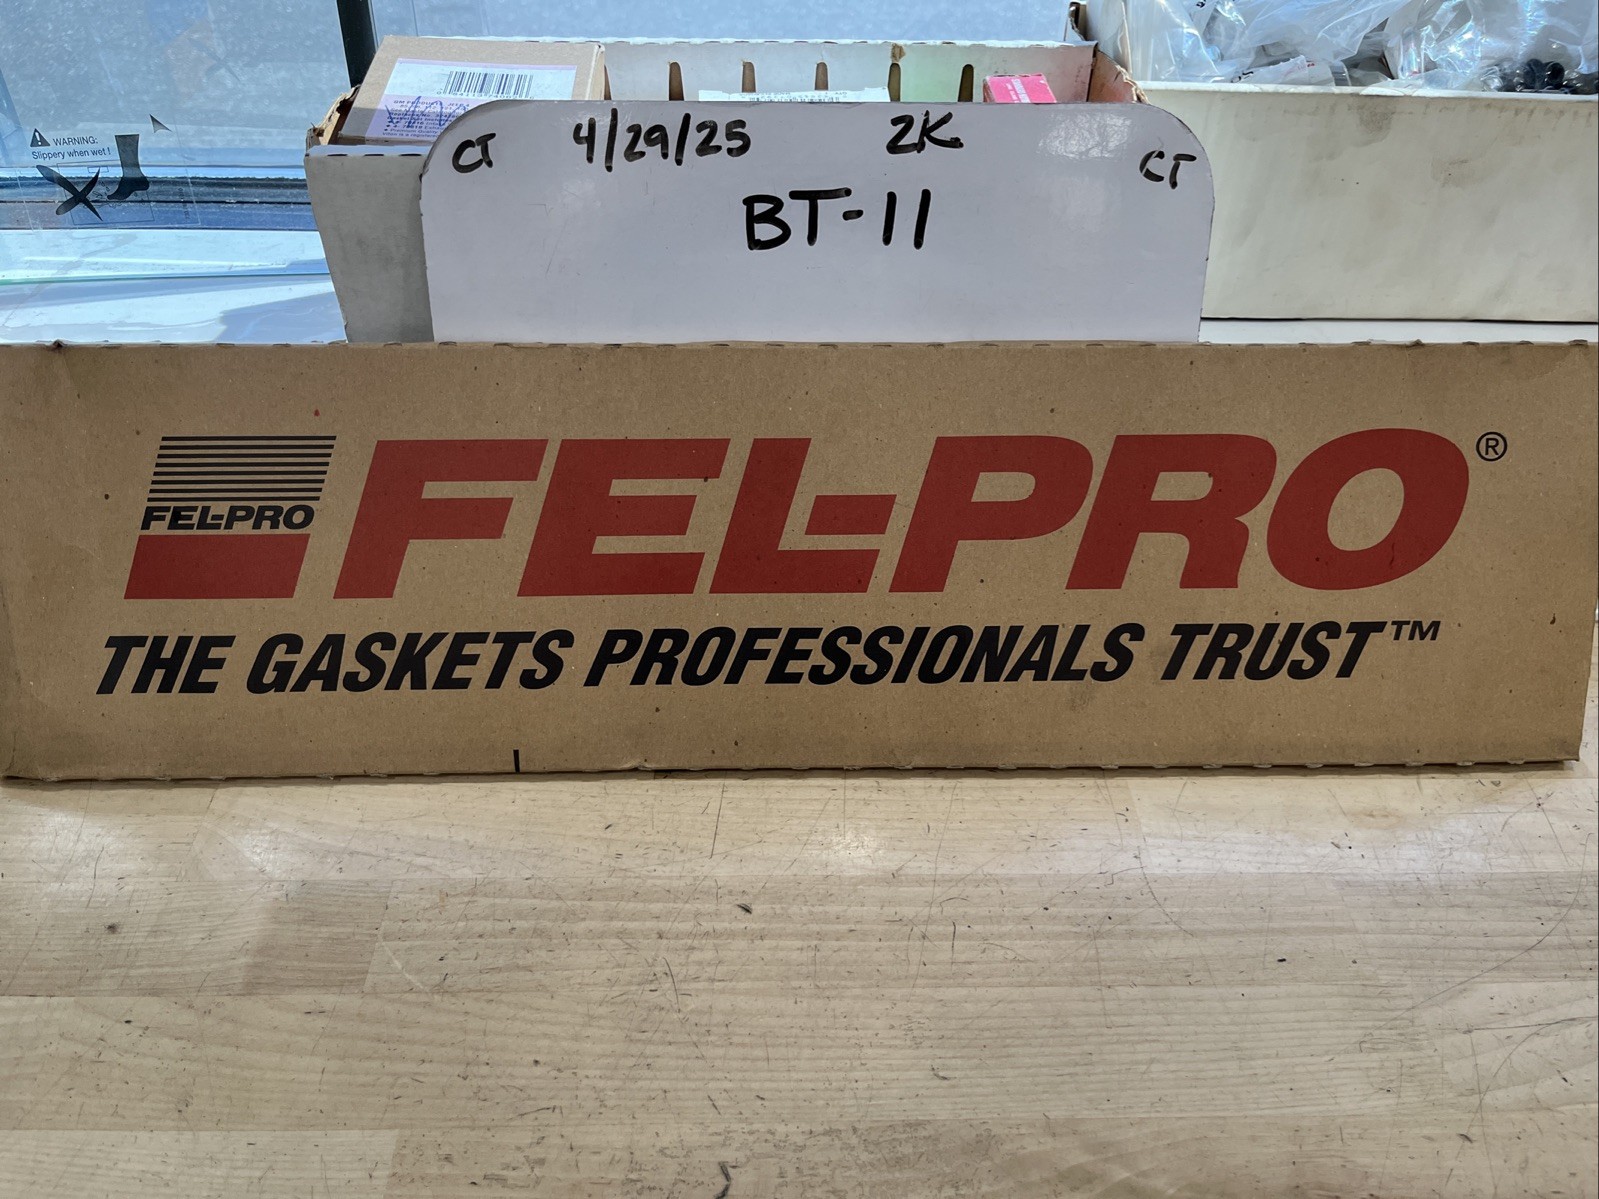 WARNING:
Slippery when wet !
CT 4/29/25 2K CT
BT-11
FEL-PRO
FEL-PRO®
THE GASKETS PROFESSIONALS TRUST™